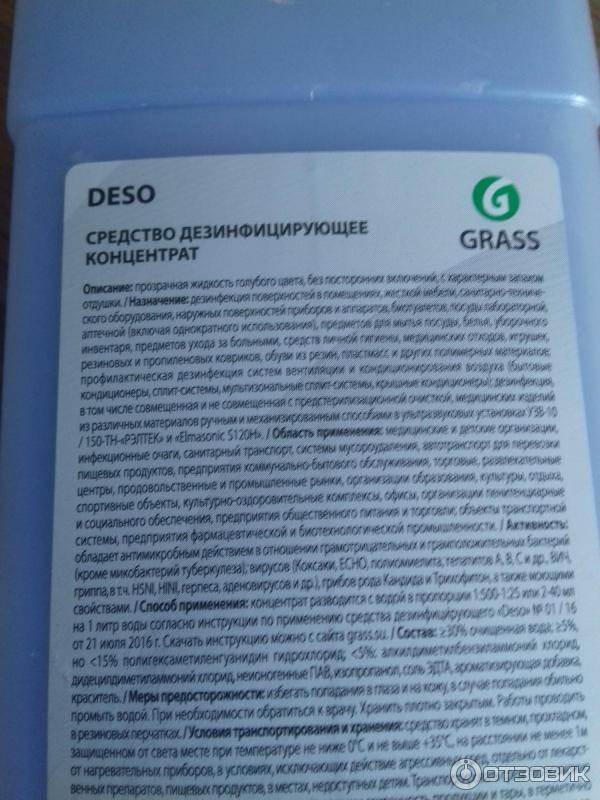 DESO
СРЕДСТВО ДЕЗИНФИЦИРУЮЩЕЕ
КОНЦЕНТРАТ
G
GRASS
Описание: прозрачная жидкость голубого цвета, без посторонних включений, с характерным запахом
отдушки. / Назначение: дезинфекция поверхностей в помещениях, жесткой мебели, санитарно-техниче-
ского оборудования, наружных поверхностей приборов и аппаратов, биотуалетов, посуды лабораторной,
аптечной (включая однократного использования), предметов для мытья посуды, белья, уборочного
инвентаря, предметов ухода за больными, средств личной гигиены, медицинских отходов, игрушек,
резиновых и пропиленовых ковриков, обуви из резин, пластмасс и других полимерных материалов;
профилактическая дезинфекция систем вентиляции и кондиционирования воздуха (бытовые
кондиционеры, сплит-системы, мультизональные сплит-системы, крышные кондиционеры); дезинфекция,
в том числе совмещенная и не совмещенная с предстерилизационной очисткой, медицинских изделий
из различных материалов ручным и механизированным способами в ультразвуковых установках УЗВ-10
/ 150-ТН-«РЭЛТЕК» и «Elmasonic S120H». / Область применения: медицинские и детские организации,
инфекционные очаги, санитарный транспорт, системы мусороудаления, автотранспорт для перевозки
пищевых продуктов, предприятия коммунально-бытового обслуживания, торговые, развлекательные
центры, продовольственные и промышленные рынки, организации образования, культуры, отдыха,
спортивные объекты, культурно-оздоровительные комплексы, офисы, организации пенитенциарные
и социального обеспечения, предприятия общественного питания и торговли; объекты транспортной
системы, предприятия фармацевтической и биотехнологической промышленности. / Активность:
обладает антимикробным действием в отношении грамотрицательных и грамположительных бактерий
(кроме микобактерий туберкулеза); вирусов (Коксаки, ECHO, полиомиелита, гепатитов А, В, С и др., ВИЧ,
гриппа, в т.ч. H5NI, HINI, герпеса, аденовирусов и др.), грибов рода Кандида и Трихофитон, а также моющими
свойствами. / Способ применения: концентрат разводится с водой в пропорции 1:500-1:25 или 2-40 мл
на 1 литр воды согласно инструкции по применению средства дезинфицирующего «Deso» № 01 / 16
от 21 июля 2016 г. Скачать инструкцию можно с сайта grass.su. / Состав: ≥30% очищенная вода; ≥5%,
но <15% полигексаметиленгуанидин гидрохлорид; <5%: алкилдиметилбензиламмоний хлорид,
дидецилдиметиламмоний хлорид, неионогенные ПАВ, изопропанол, соль ЭДТА, ароматизирующая добавка,
краситель. / Меры предосторожности: избегать попадания в глаза и на кожу, в случае попадания обильно
промыть водой. При необходимости обратиться к врачу. Хранить плотно закрытым. Работы проводить
в резиновых перчатках. / Условия транспортирования и хранения: средство хранят в темном, прохладном,
защищенном от света месте при температуре не ниже 0°C и не выше +35°C, на расстоянии не менее 1м
от нагревательных приборов, в условиях, исключающих действие агрессивных сред, отдельно от лекарст-
венных препаратов, пищевых продуктов, в местах, недоступных детям.
продукции и тары, в герметично
ОТЗОВИК